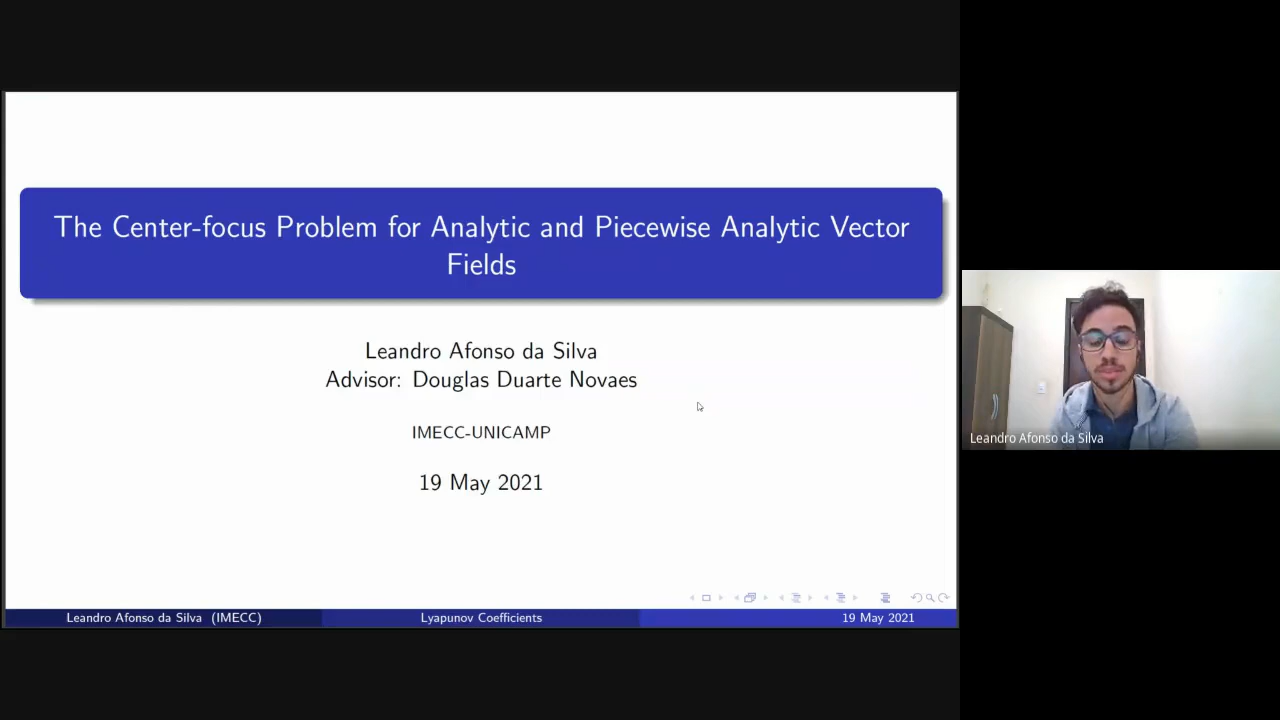 The Center-focus Problem for Analytic and Piecewise Analytic Vector
Fields
Leandro Afonso da Silva
Advisor: Douglas Duarte Novaes
IMECC-UNICAMP
19 May 2021
Leandro Afonso da Silva (IMECC)
Lyapunov Coefficients
19 May 2021
Leandro Afonso da Silva